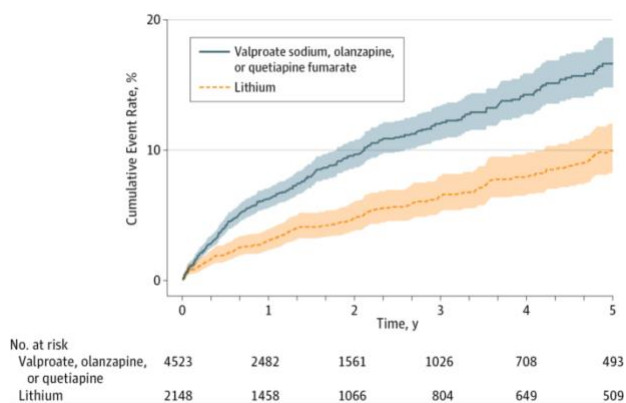 20
10
0
Cumulative Event Rate, %
Valproate sodium, olanzapine,
or quetiapine fumarate
Lithium
0 1 2 3 4 5
Time, y
No. at risk
Valproate, olanzapine, 4523 2482 1561 1026 708 493
or quetiapine
Lithium 2148 1458 1066 804 649 509